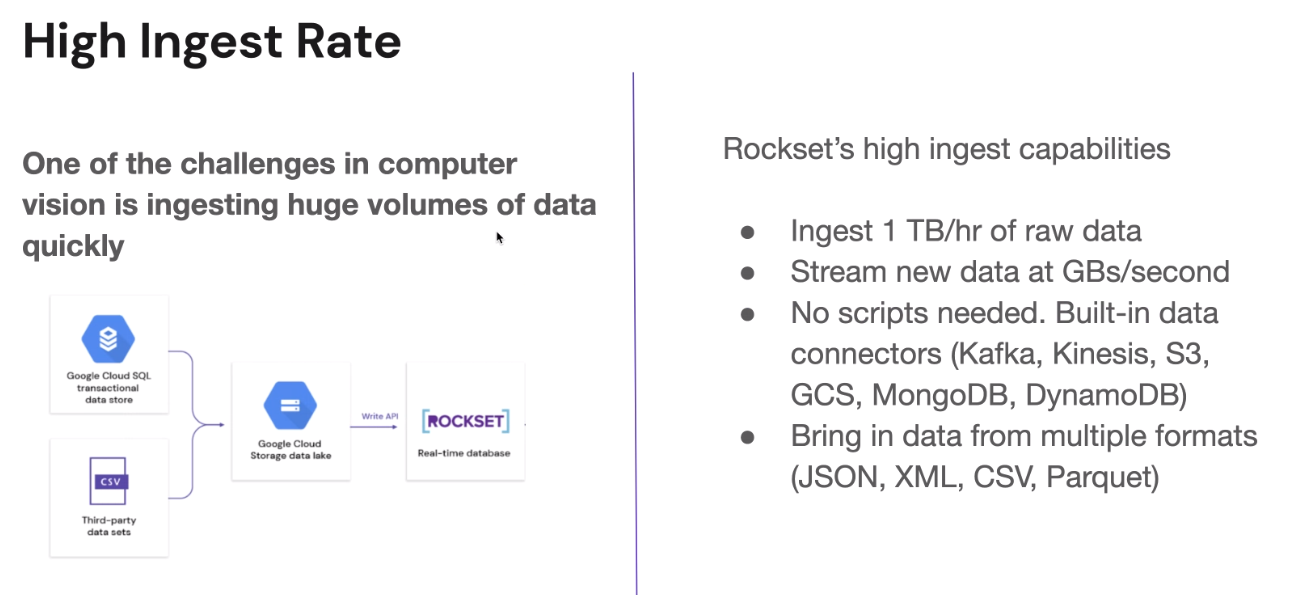 High Ingest Rate
One of the challenges in computer
vision is ingesting huge volumes of data
quickly
Google Cloud SQL
transactional
data store
CSV
Third-party
data sets
Google Cloud
Storage data lake
Write API
[ROCKSET]
Real-time database
Rockset’s high ingest capabilities
● Ingest 1 TB/hr of raw data
● Stream new data at GBs/second
● No scripts needed. Built-in data
connectors (Kafka, Kinesis, S3,
GCS, MongoDB, DynamoDB)
● Bring in data from multiple formats
(JSON, XML, CSV, Parquet)